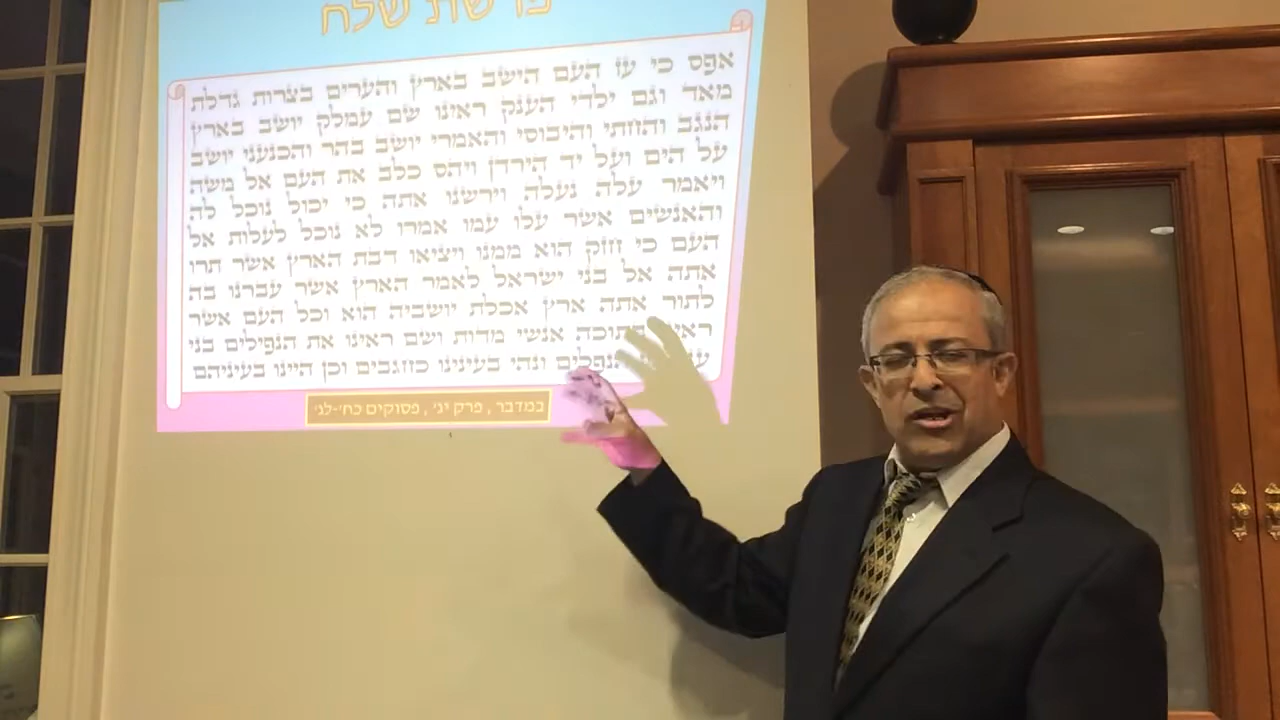 פרשת שלח
אפס כי עז העם הישב בארץ והערים בצרות גדלת
מאד וגם ילדי הענק ראינו שם עמלק יושב בארץ
הנגב והחתי והיבוסי והאמרי יושב בהר והכנעני יושב
על הים ועל יד הירדן ויהס כלב את העם אל משה
ויאמר עלה נעלה וירשנו אתה כי יכול נוכל לה
והאנשים אשר עלו עמו אמרו לא נוכל לעלות אל
העם כי חזק הוא ממנו ויציאו דבת הארץ אשר תרו
אתה אל בני ישראל לאמר הארץ אשר עברנו בה
לתור אתה ארץ אכלת יושביה הוא וכל העם אשר
בתוכה אנשי מדות ושם ראינו את הנפילים בני
הנפלים ונהי בעינינו כחגבים וכן היינו בעיניהם
במדבר , פרק יג' , פסוקים כח'-לג'